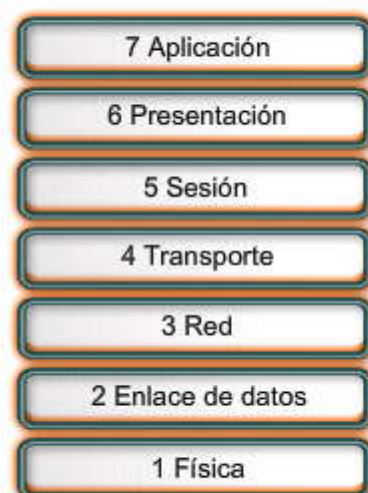 7 Aplicación
6 Presentación
5 Sesión
4 Transporte
3 Red
2 Enlace de datos
1 Física